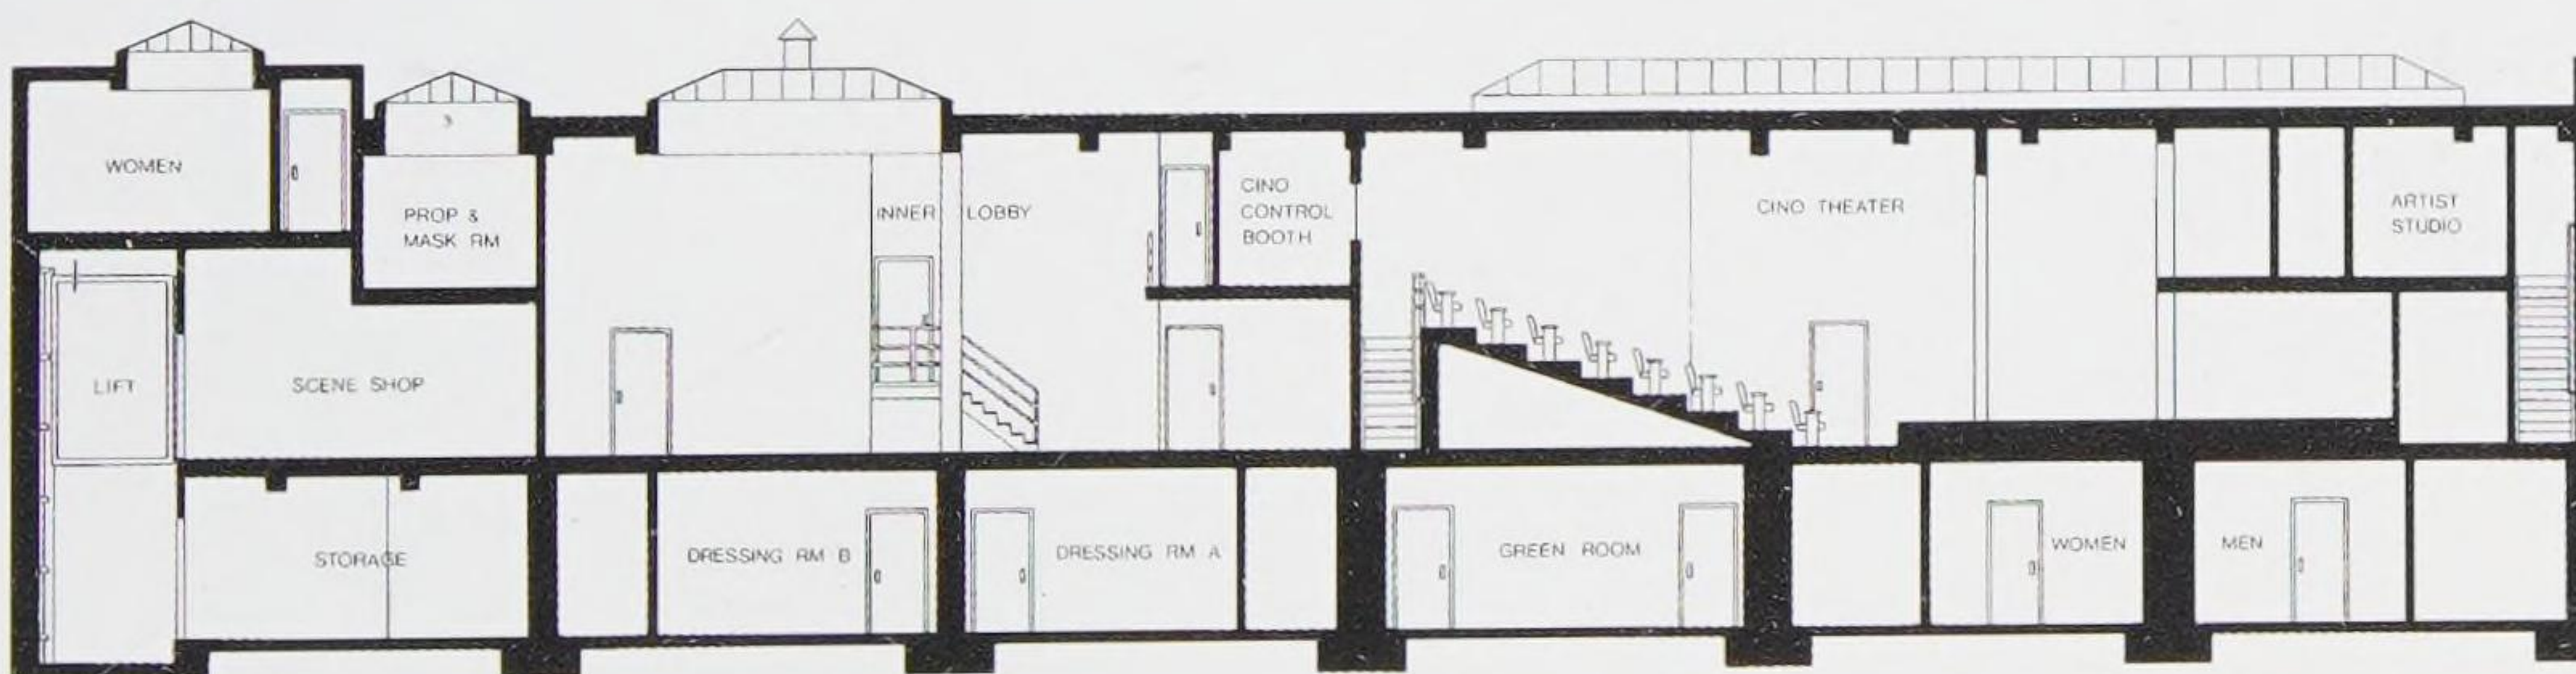 WOMEN
PROP &
MASK RM
INNER LOBBY
CINO
CONTROL
BOOTH
CINO THEATER
ARTIST
STUDIO
LIFT
SCENE SHOP
STORAGE
DRESSING RM B
DRESSING RM A
GREEN ROOM
WOMEN
MEN